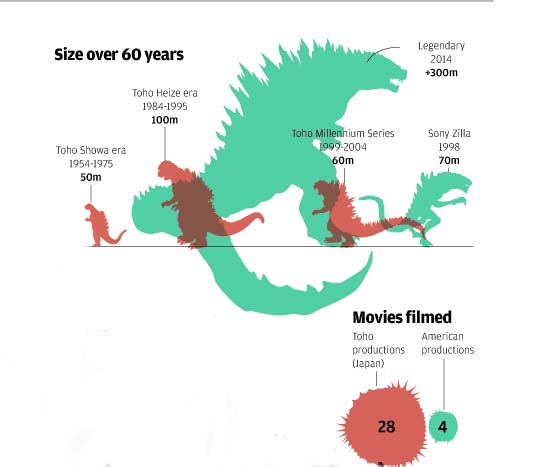 Size over 60 years
Legendary
2014
+300m
Toho Heize era
1984-1995
100m
Toho Millennium Series
1999-2004
60m
Sony Zilla
1998
70m
Toho Showa era
1954-1975
50m
Movies filmed
Toho
productions
(Japan)
American
productions
28
4